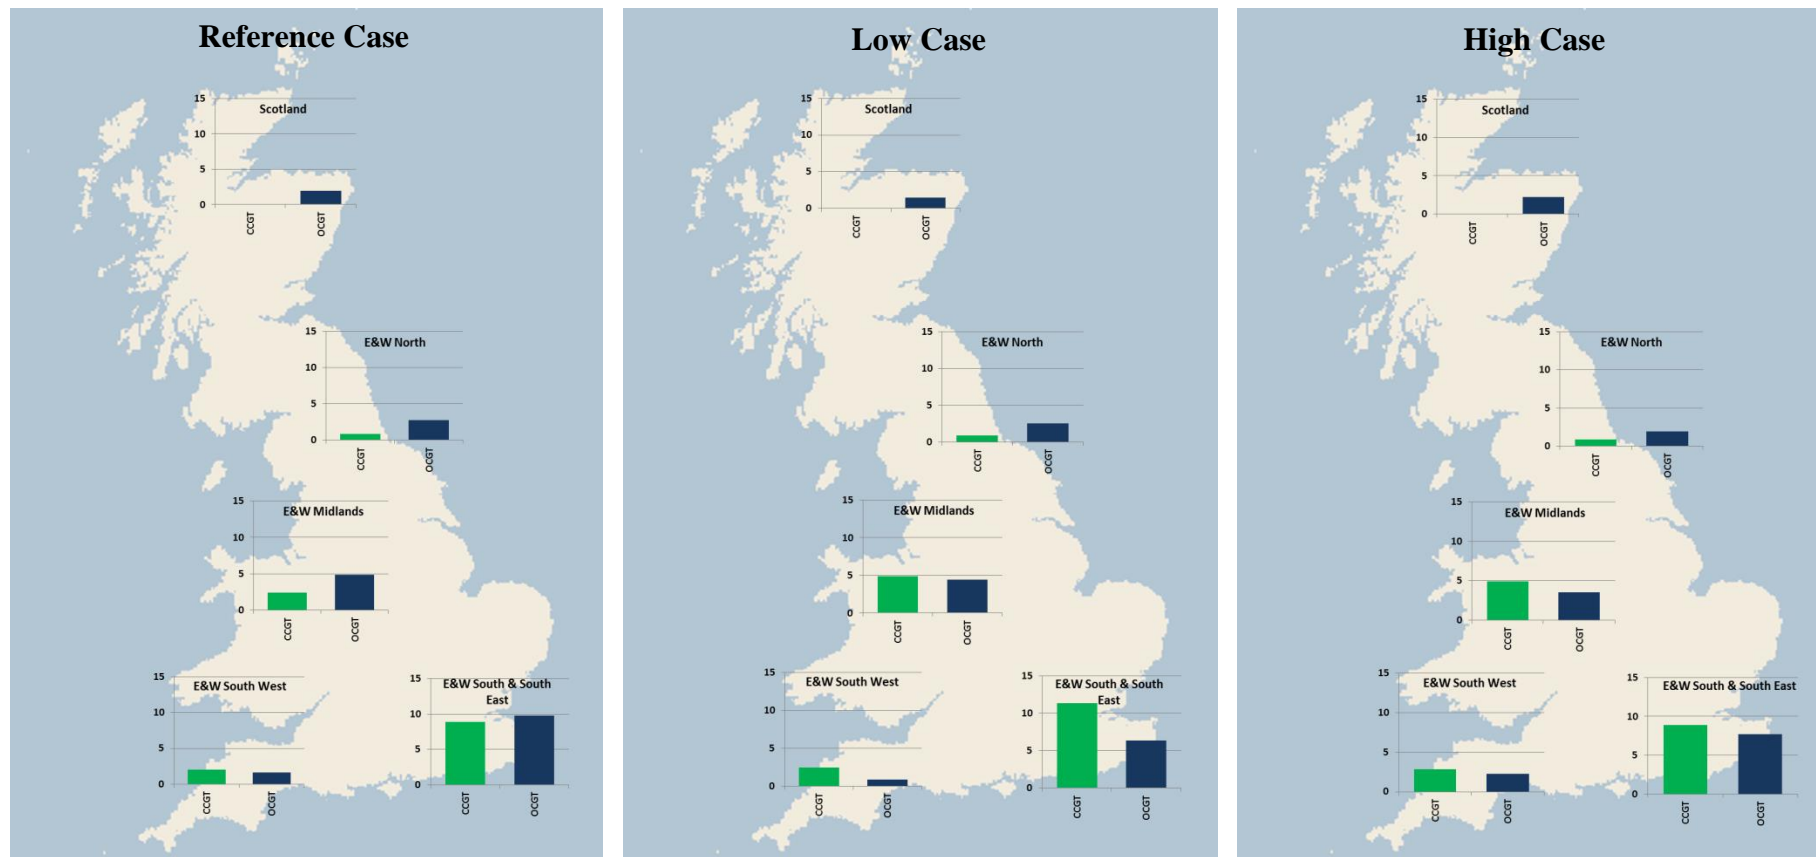 Reference Case
15
Scotland
10
5
0
CCGT
OCGT
15
E&W North
10
5
0
CCGT
OCGT
15
E&W Midlands
10
5
0
CCGT
OCGT
15
E&W South West
10
5
0
CCGT
OCGT
15
E&W South & South
East
10
5
0
CCGT
OCGT
Low Case
15
Scotland
10
5
0
CCGT
OCGT
15
E&W North
10
5
0
CCGT
OCGT
15
E&W Midlands
10
5
0
CCGT
OCGT
15
E&W South West
10
5
0
CCGT
OCGT
15
E&W South & South
East
10
5
0
CCGT
OCGT
High Case
15
Scotland
10
5
0
CCGT
OCGT
15
E&W North
10
5
0
CCGT
OCGT
15
E&W Midlands
10
5
0
CCGT
OCGT
15
E&W South West
10
5
0
CCGT
OCGT
15
E&W South & South East
10
5
0
CCGT
OCGT